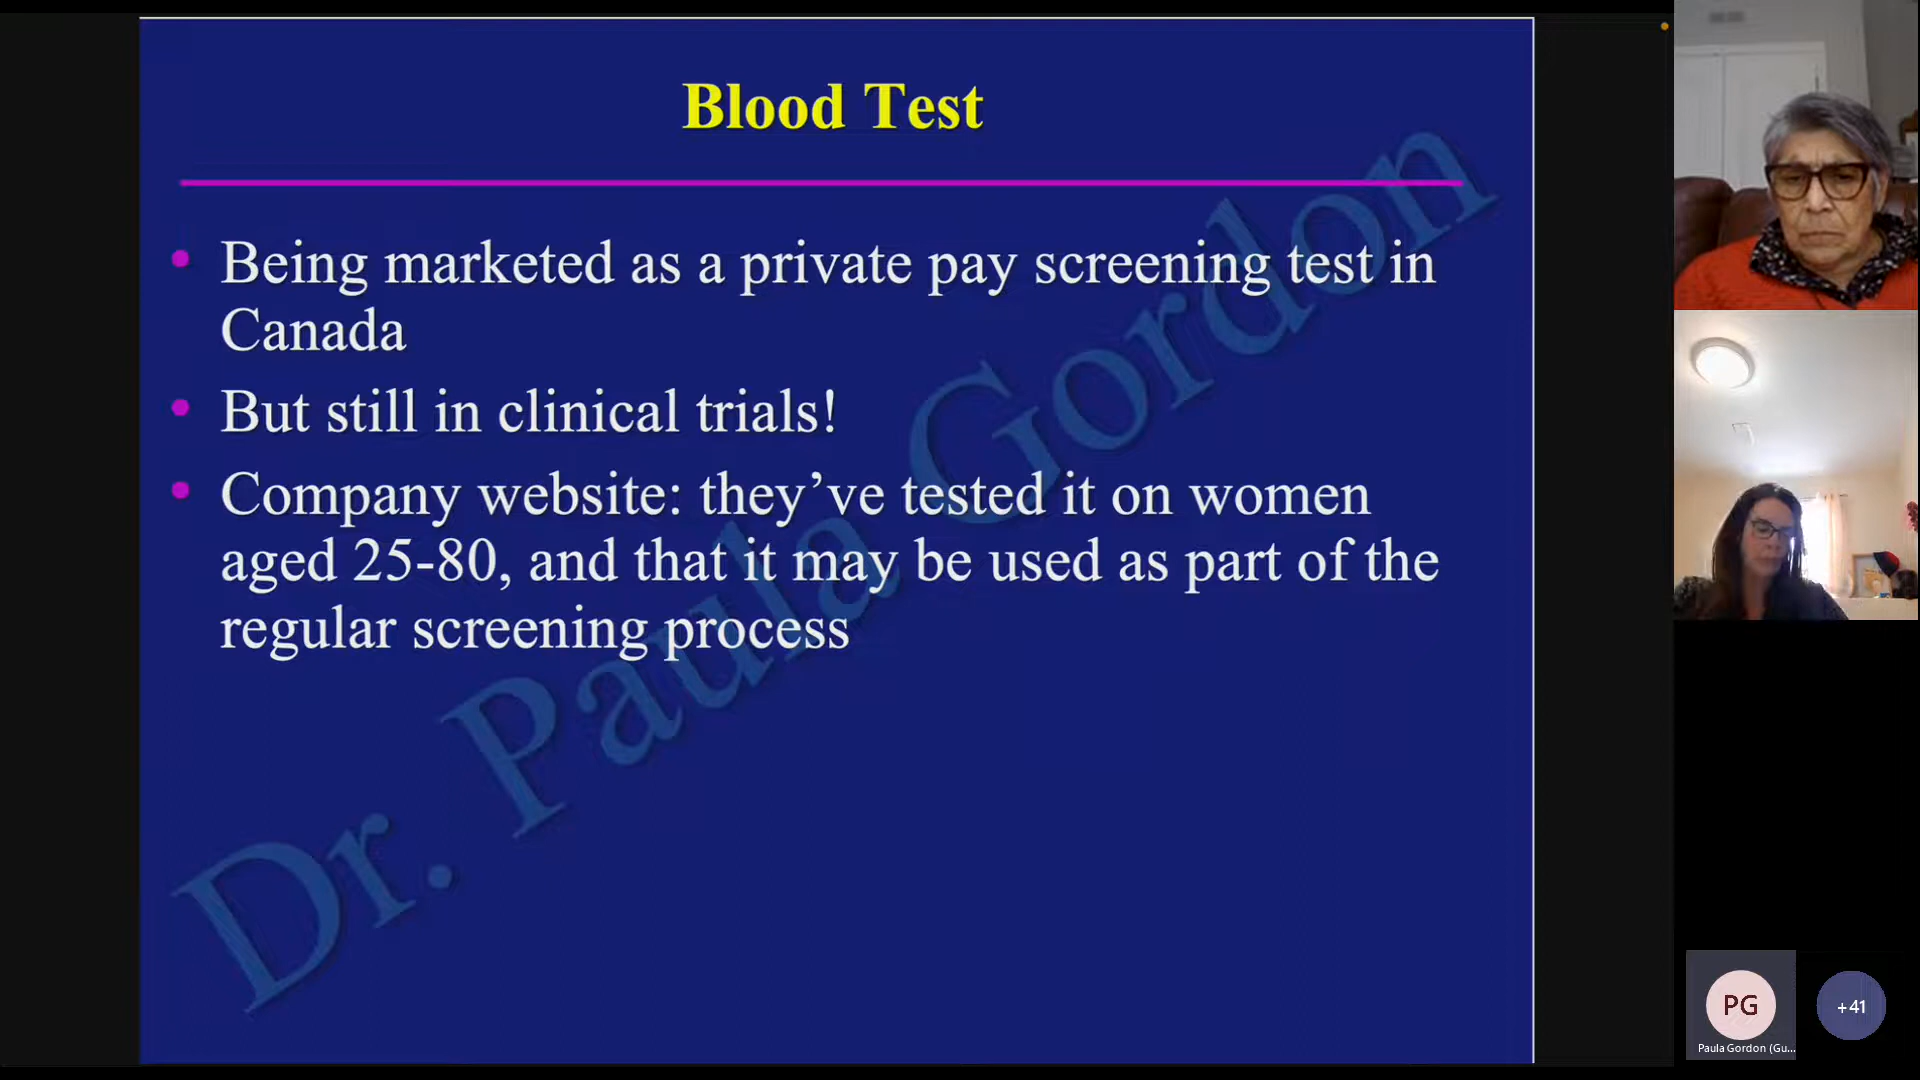 Blood Test
Being marketed as a private pay screening test in
Canada
But still in clinical trials!
Company website: they’ve tested it on women
aged 25-80, and that it may be used as part of the
regular screening process
Dr. Paula Gordon
PG
Paula Gordon (Gu...
+41